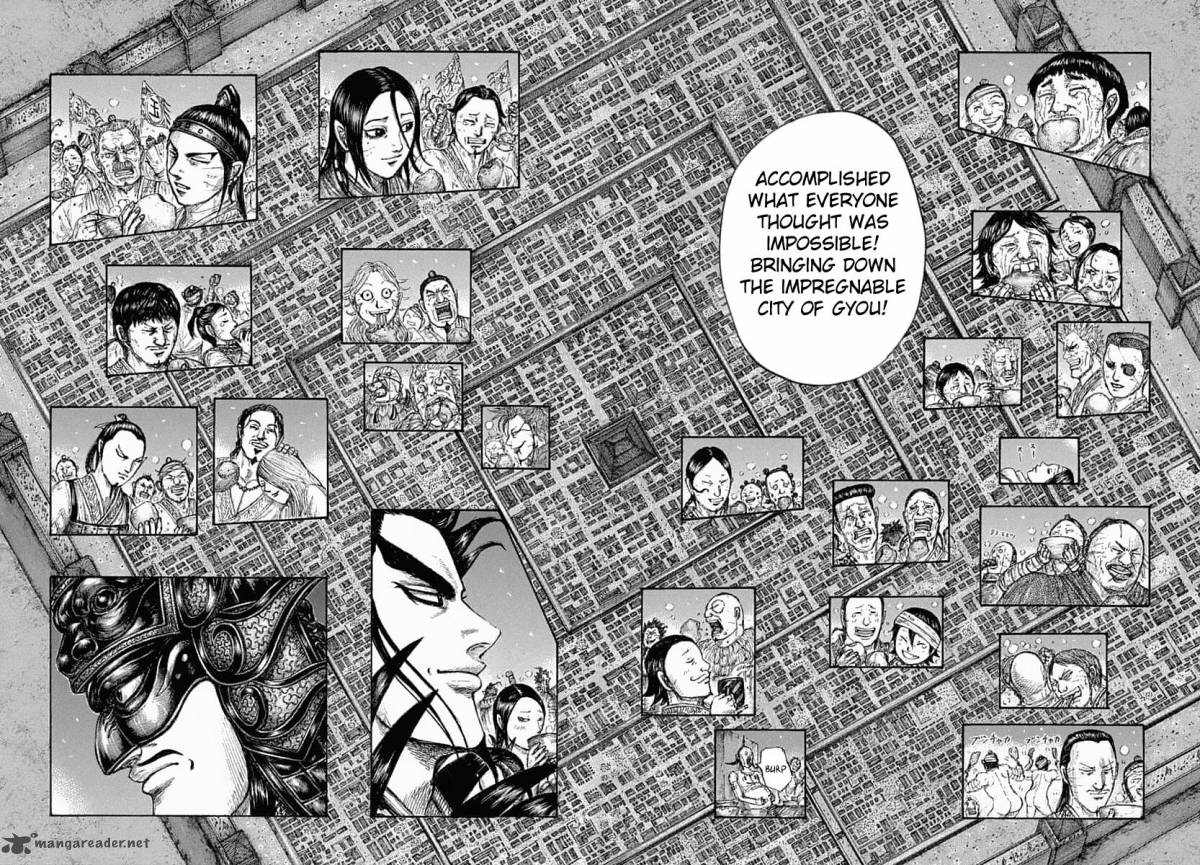 ACCOMPLISHED
WHAT EVERYONE
THOUGHT WAS
IMPOSSIBLE!
BRINGING DOWN
THE IMPREGNABLE
CITY OF GYOU!
BURP
mangareader.net